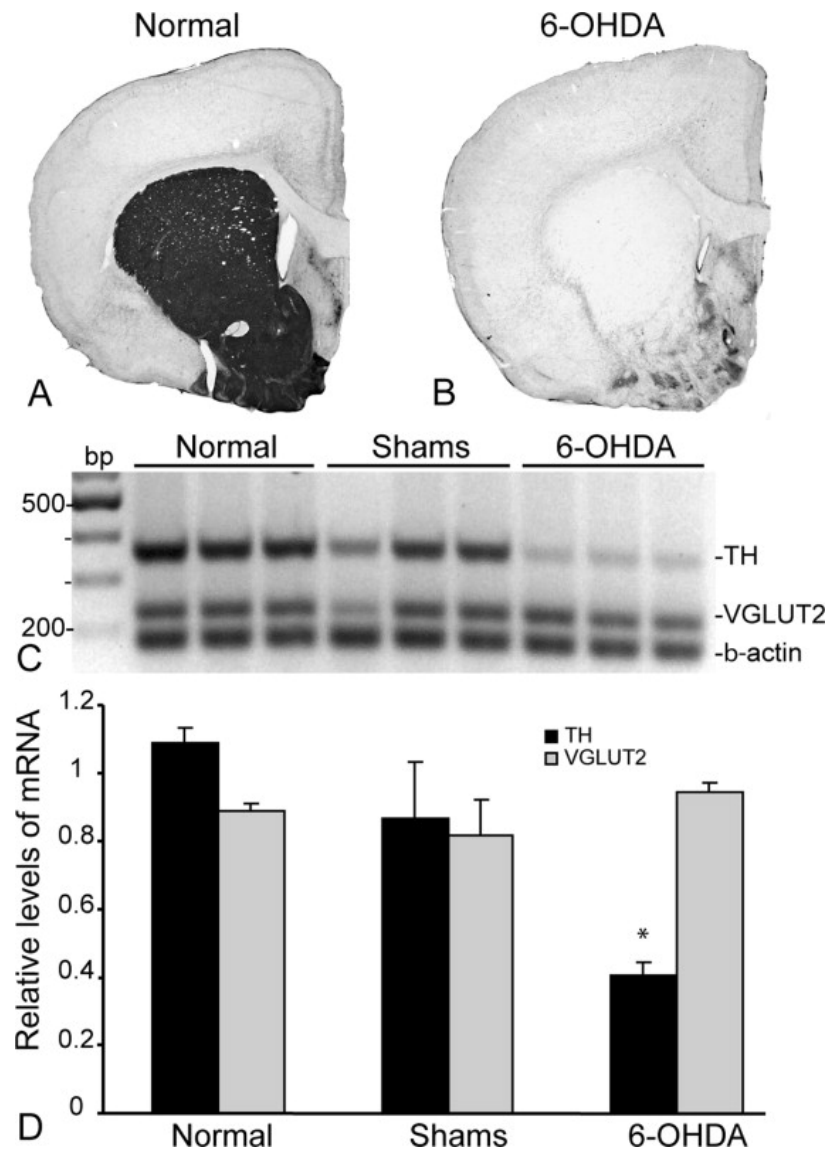 Normal 6-OHDA
A B
bp Normal Shams 6-OHDA
500-
-TH
-VGLUT2
200-
-b-actin
C
Relative levels of mRNA
1.2
1
0.8
0.6
0.4
0.2
0
TH
VGLUT2
*
D Normal Shams 6-OHDA